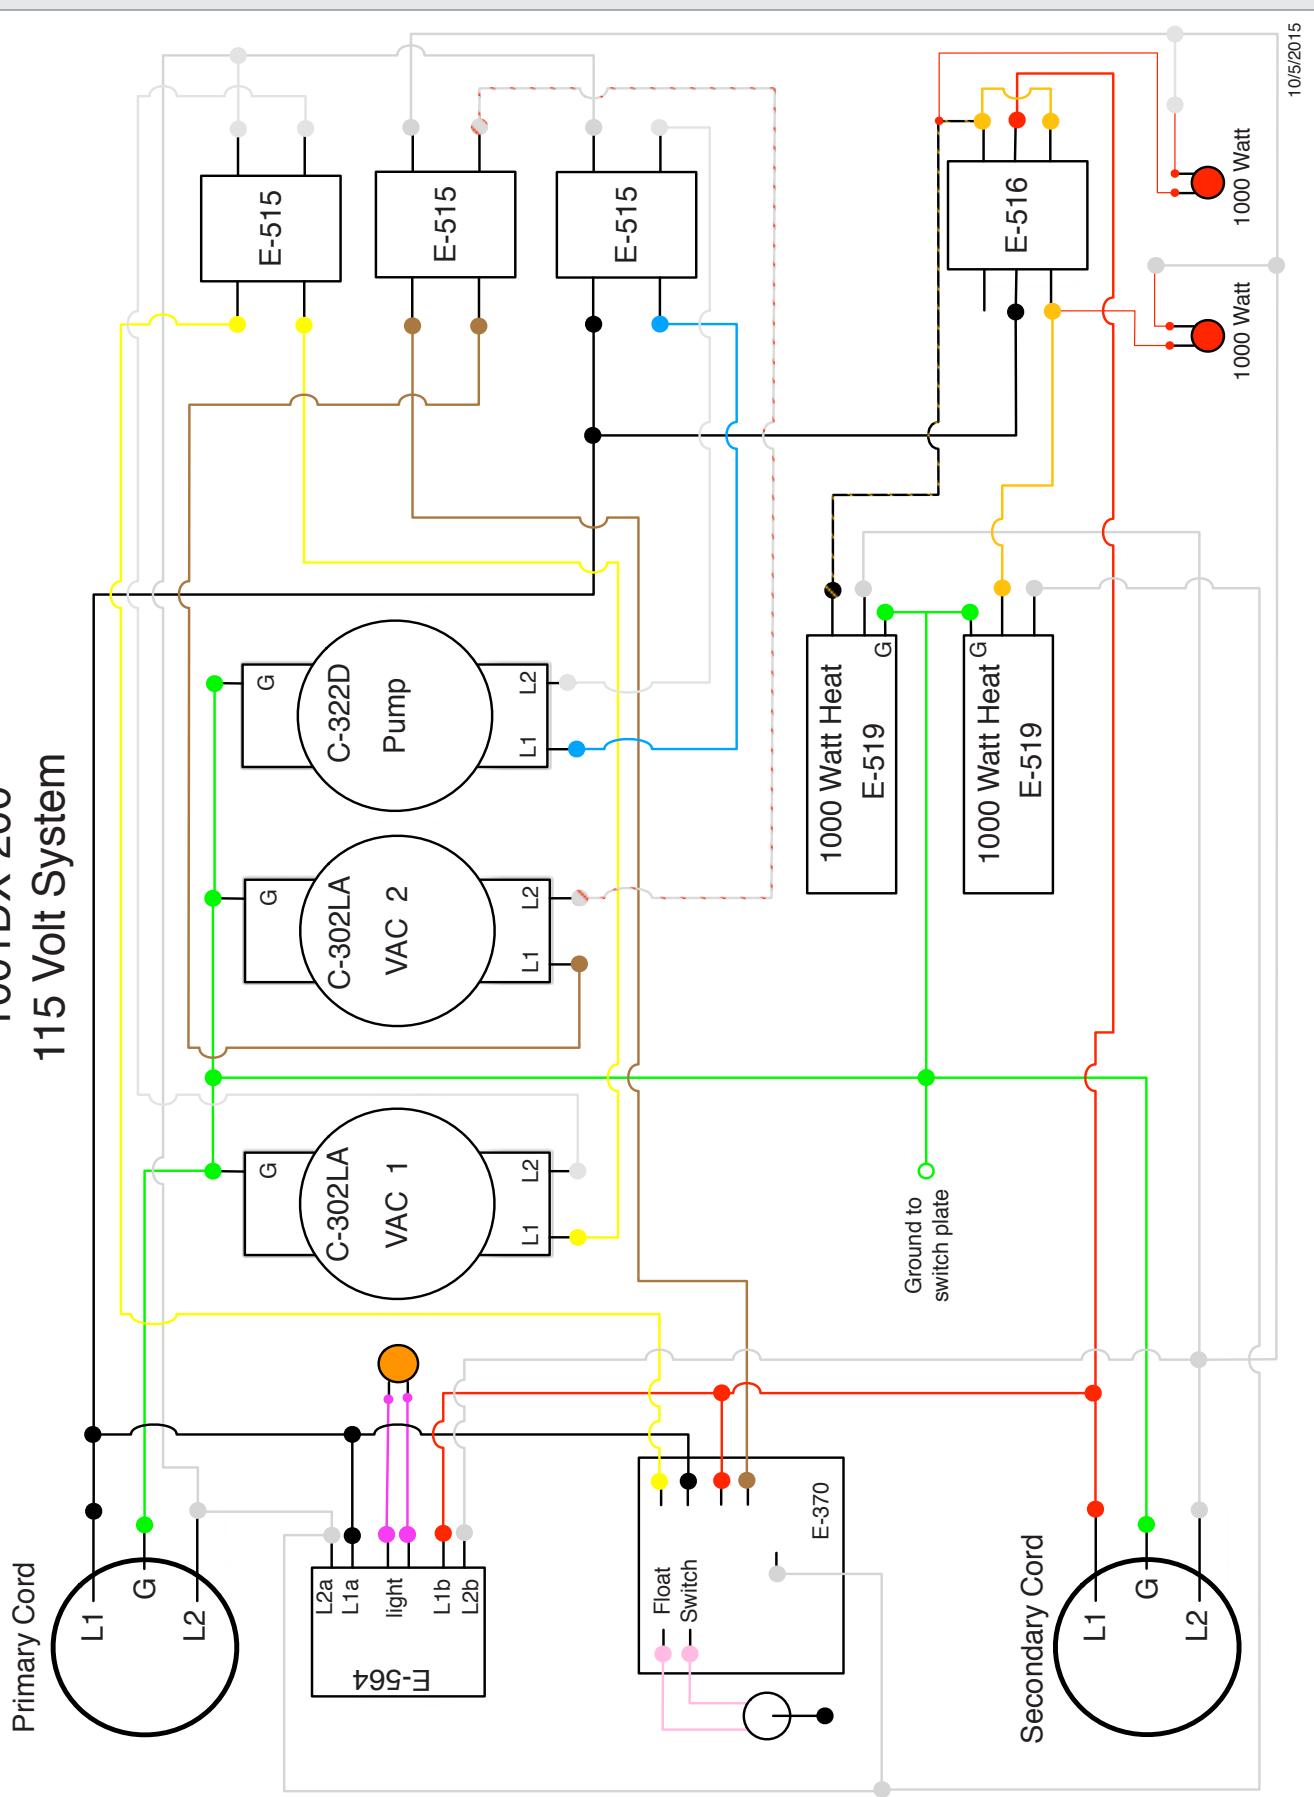 115 Volt System
10/5/2015
Primary Cord
L1
G
L2
E-564
L2a
L1a
light
L1b
L2b
Float
Switch
E-370
Secondary Cord
L1
G
L2
G
C-302LA
VAC 1
L1
L2
G
C-302LA
VAC 2
L1
L2
G
C-322D
Pump
L1
L2
Ground to
switch plate
1000 Watt Heat
E-519
G
1000 Watt Heat
E-519
G
E-515
E-515
E-515
E-516
1000 Watt
1000 Watt